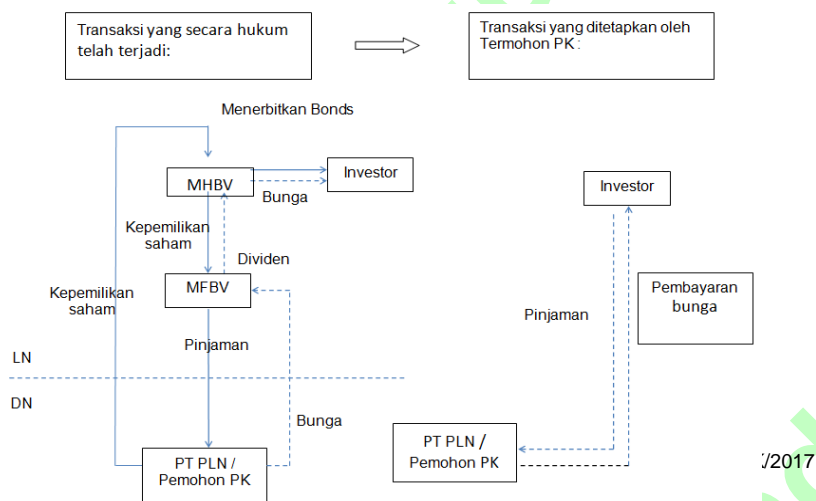 Transaksi yang secara hukum
telah terjadi:
Transaksi yang ditetapkan oleh
Termohon PK :
Menerbitkan Bonds
MHBV
Investor
Bunga
Kepemilikan
saham
Dividen
MFBV
Kepemilikan
saham
Pinjaman
LN
DN
Bunga
PT PLN /
Pemohon PK
Investor
Pembayaran
bunga
Pinjaman
PT PLN /
Pemohon PK
/2017